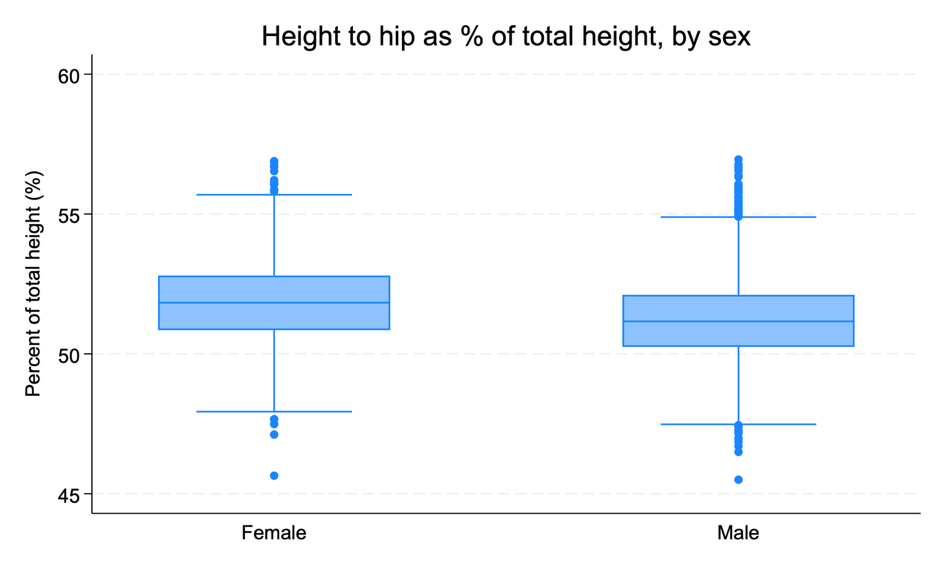 Height to hip as % of total height, by sex
Percent of total height (%)
60
55
50
45
Female
Male